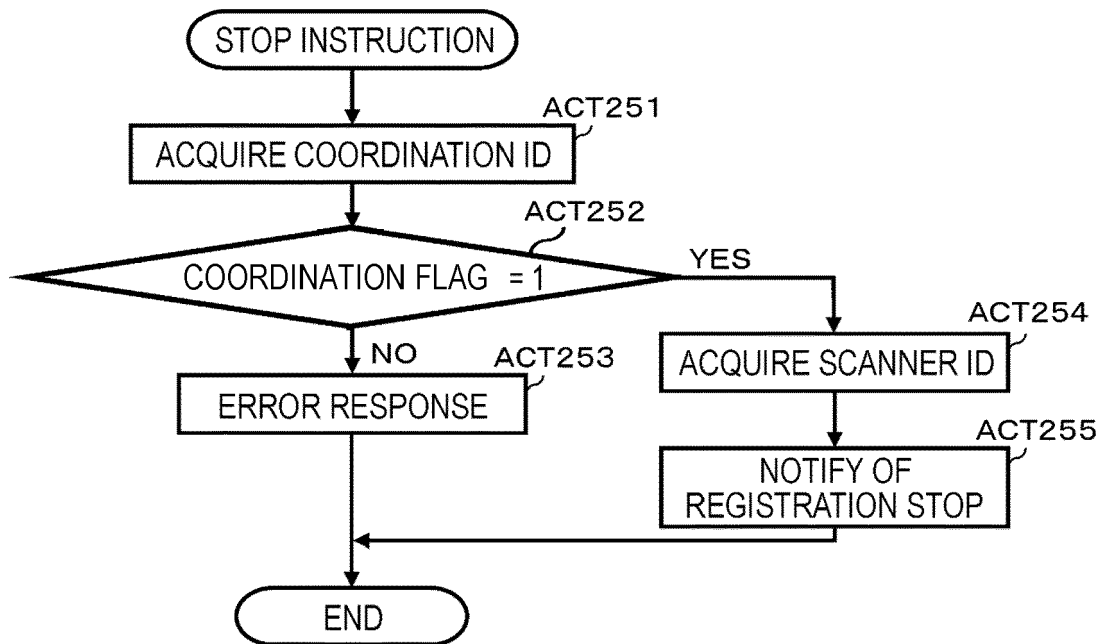 STOP INSTRUCTION
ACT251
ACQUIRE COORDINATION ID
ACT252
COORDINATION FLAG = 1
YES
NO
ACT253
ERROR RESPONSE
ACT254
ACQUIRE SCANNER ID
ACT255
NOTIFY OF
REGISTRATION STOP
END